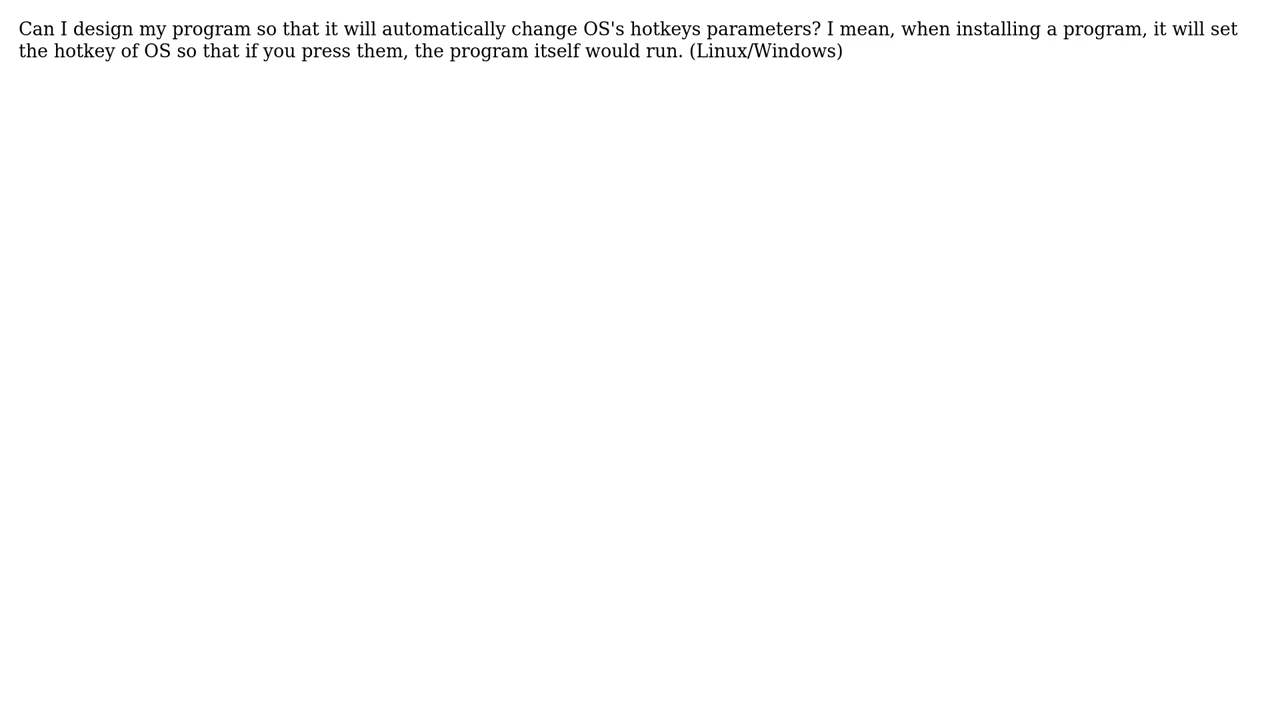 Can I design my program so that it will automatically change OS's hotkeys parameters? I mean, when installing a program, it will set
the hotkey of OS so that if you press them, the program itself would run. (Linux/Windows)